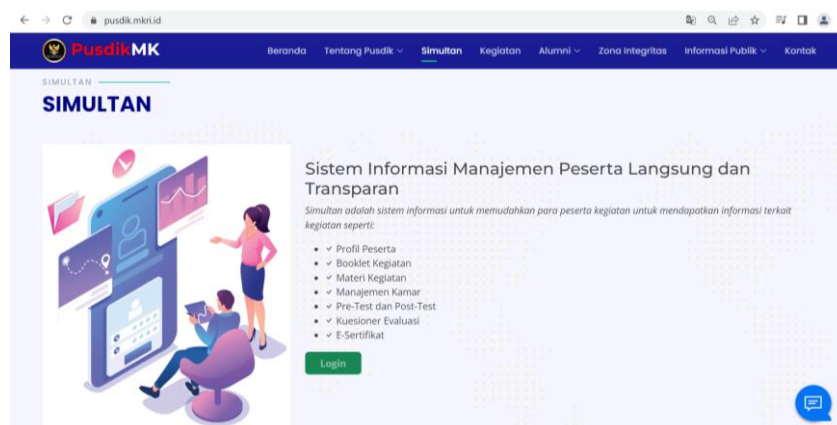 pusdik.mkri.id
PusdikMK
Beranda Tentang Pusdik Simultan Kegiatan Alumni Zona Integritas Informasi Publik Kontak
SIMULTAN
SIMULTAN
Sistem Informasi Manajemen Peserta Langsung dan
Transparan
Simultan adalah sistem informasi untuk memudahkan para peserta kegiatan untuk mendapatkan informasi terkait
kegiatan seperti:
Profil Peserta
Booklet Kegiatan
Materi Kegiatan
Manajemen Kamar
Pre-Test dan Post-Test
Kuesioner Evaluasi
E-Sertifikat
Login